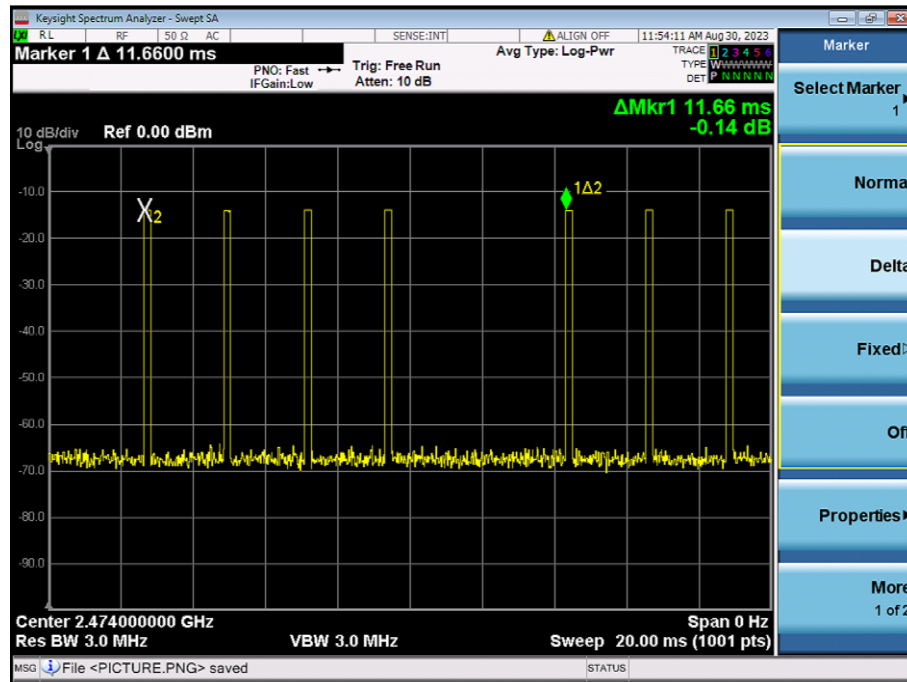 Keysight Spectrum Analyzer - Swept SA
RL RF 50 Ω AC SENSE:INT ALIGN OFF 11:54:11 AM Aug 30, 2023
Marker 1 Δ 11.6600 ms
PNO: Fast
IFGain:Low
Trig: Free Run
Atten: 10 dB
Avg Type: Log-Pwr
TRACE 1 2 3 4 5 6
TYPE WWWWWW
DET P N N N N N
ΔMkr1 11.66 ms
-0.14 dB
10 dB/div Ref 0.00 dBm
Log
-10.0
-20.0
-30.0
-40.0
-50.0
-60.0
-70.0
-80.0
-90.0
X2
1Δ2
Center 2.474000000 GHz Span 0 Hz
Res BW 3.0 MHz VBW 3.0 MHz Sweep 20.00 ms (1001 pts)
MSG File <PICTURE.PNG> saved STATUS
Marker
Select Marker
1
Norma
Delta
Fixed
Of
Properties
More
1 of 2